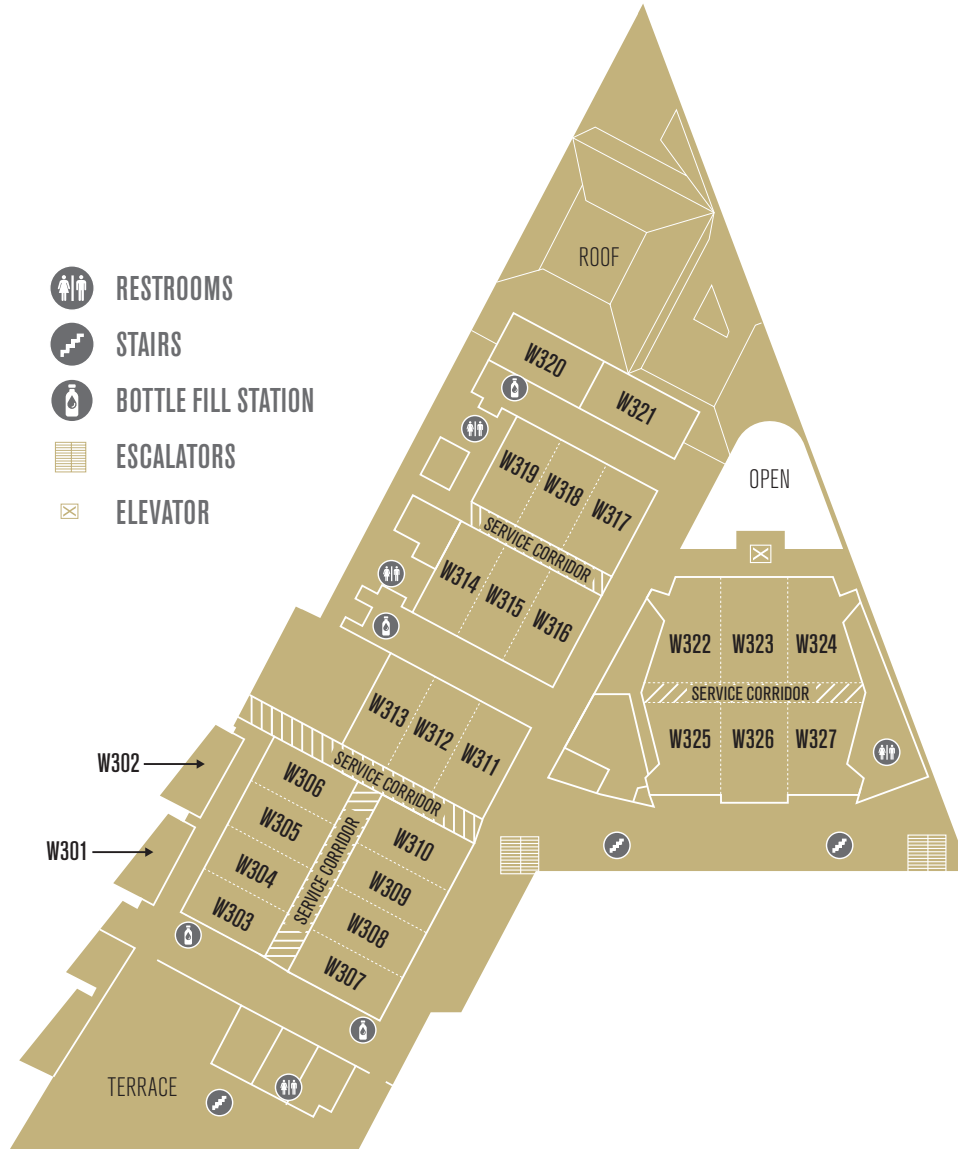 RESTROOMS
STAIRS
BOTTLE FILL STATION
ESCALATORS
ELEVATOR
ROOF
W320
W321
OPEN
W319
W318
W317
SERVICE CORRIDOR
W314
W315
W316
W322
W323
W324
SERVICE CORRIDOR
W325
W326
W327
W313
W312
W311
SERVICE CORRIDOR
W302
W301
W306
W305
W304
W303
SERVICE CORRIDOR
W310
W309
W308
W307
TERRACE